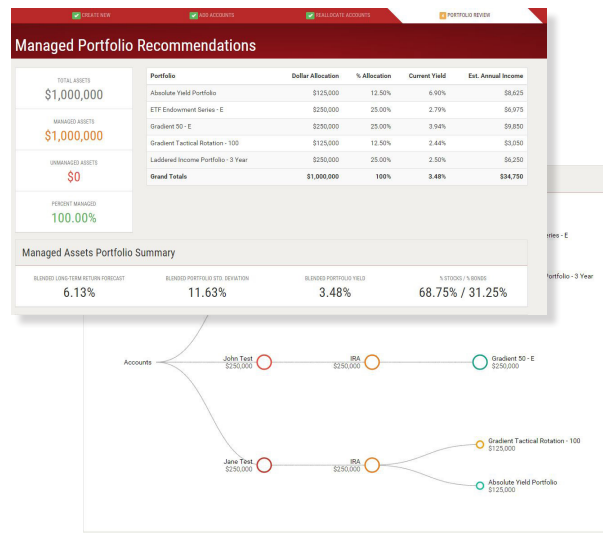 CREATE NEW
ADD ACCOUNTS
REALLOCATE ACCOUNTS
4 PORTFOLIO REVIEW
Managed Portfolio Recommendations
TOTAL ASSETS
$1,000,000
MANAGED ASSETS
$1,000,000
UNMANAGED ASSETS
$0
PERCENT MANAGED
100.00%
Portfolio Dollar Allocation % Allocation Current Yield Est. Annual Income
Absolute Yield Portfolio $125,000 12.50% 6.90% $8,625
ETF Endowment Series - E $250,000 25.00% 2.79% $6,975
Gradient 50 - E $250,000 25.00% 3.94% $9,850
Gradient Tactical Rotation - 100 $125,000 12.50% 2.44% $3,050
Laddered Income Portfolio - 3 Year $250,000 25.00% 2.50% $6,250
Grand Totals $1,000,000 100% 3.48% $34,750
Managed Assets Portfolio Summary
BLENDED LONG-TERM RETURN FORECAST
6.13%
BLENDED PORTFOLIO STD. DEVIATION
11.63%
BLENDED PORTFOLIO YIELD
3.48%
% STOCKS / % BONDS
68.75% / 31.25%
eries - E
Portfolio - 3 Year
Accounts
John Test
$250,000
IRA
$250,000
Gradient 50 - E
$250,000
Jane Test
$250,000
IRA
$250,000
Gradient Tactical Rotation - 100
$125,000
Absolute Yield Portfolio
$125,000